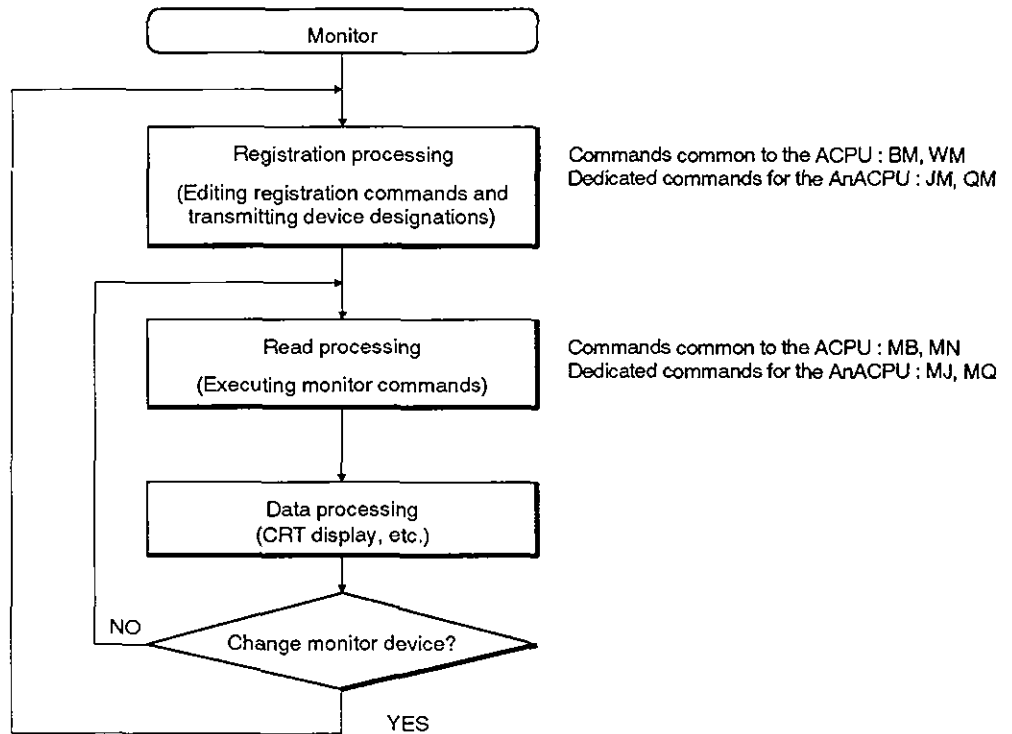 Monitor
Registration processing
(Editing registration commands and
transmitting device designations)
Commands common to the ACPU : BM, WM
Dedicated commands for the AnACPU : JM, QM
Read processing
(Executing monitor commands)
Commands common to the ACPU : MB, MN
Dedicated commands for the AnACPU : MJ, MQ
Data processing
(CRT display, etc.)
Change monitor device?
NO
YES